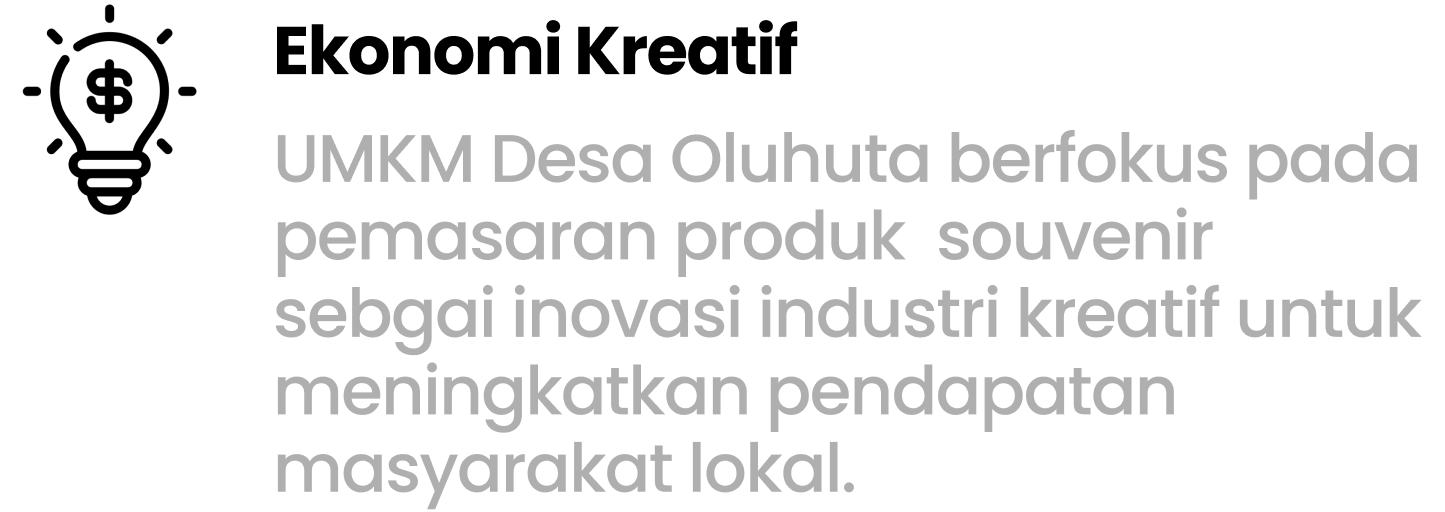 Ekonomi Kreatif
UMKM Desa Oluhuta berfokus pada
pemasaran produk  souvenir
sebgai inovasi industri kreatif untuk
meningkatkan pendapatan
masyarakat lokal.